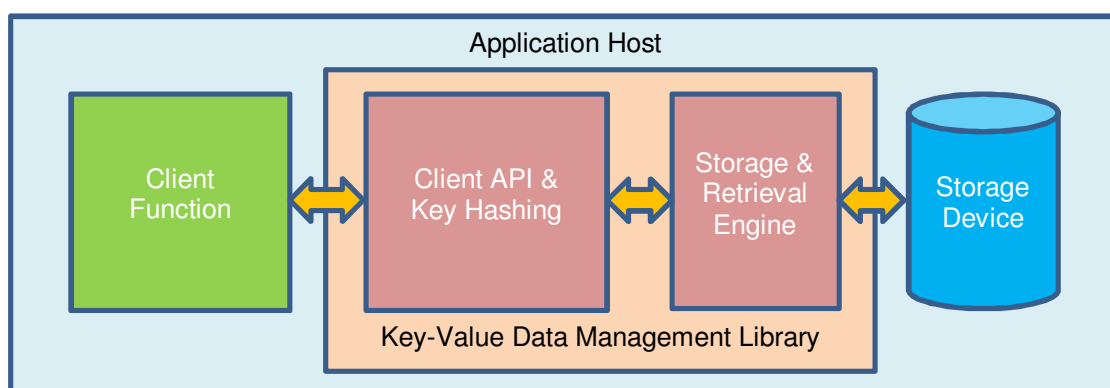 Application Host
Client
Function
Client API &
Key Hashing
Storage &
Retrieval
Engine
Storage
Device
Key-Value Data Management Library